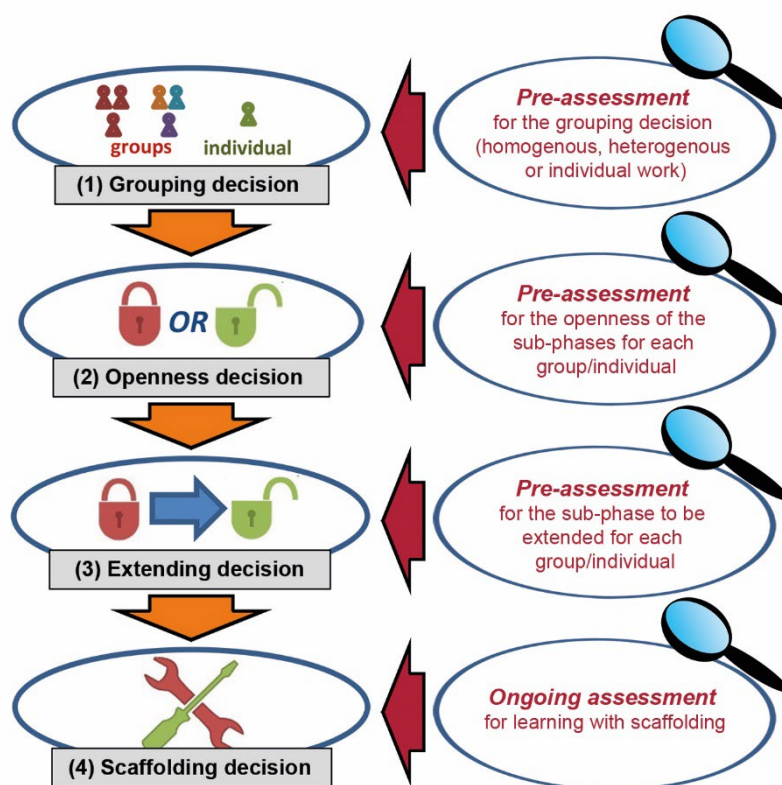 groups individual
(1) Grouping decision
Pre-assessment
for the grouping decision
(homogenous, heterogenous
or individual work)
OR
(2) Openness decision
Pre-assessment
for the openness of the
sub-phases for each
group/individual
(3) Extending decision
Pre-assessment
for the sub-phase to be
extended for each
group/individual
(4) Scaffolding decision
Ongoing assessment
for learning with scaffolding